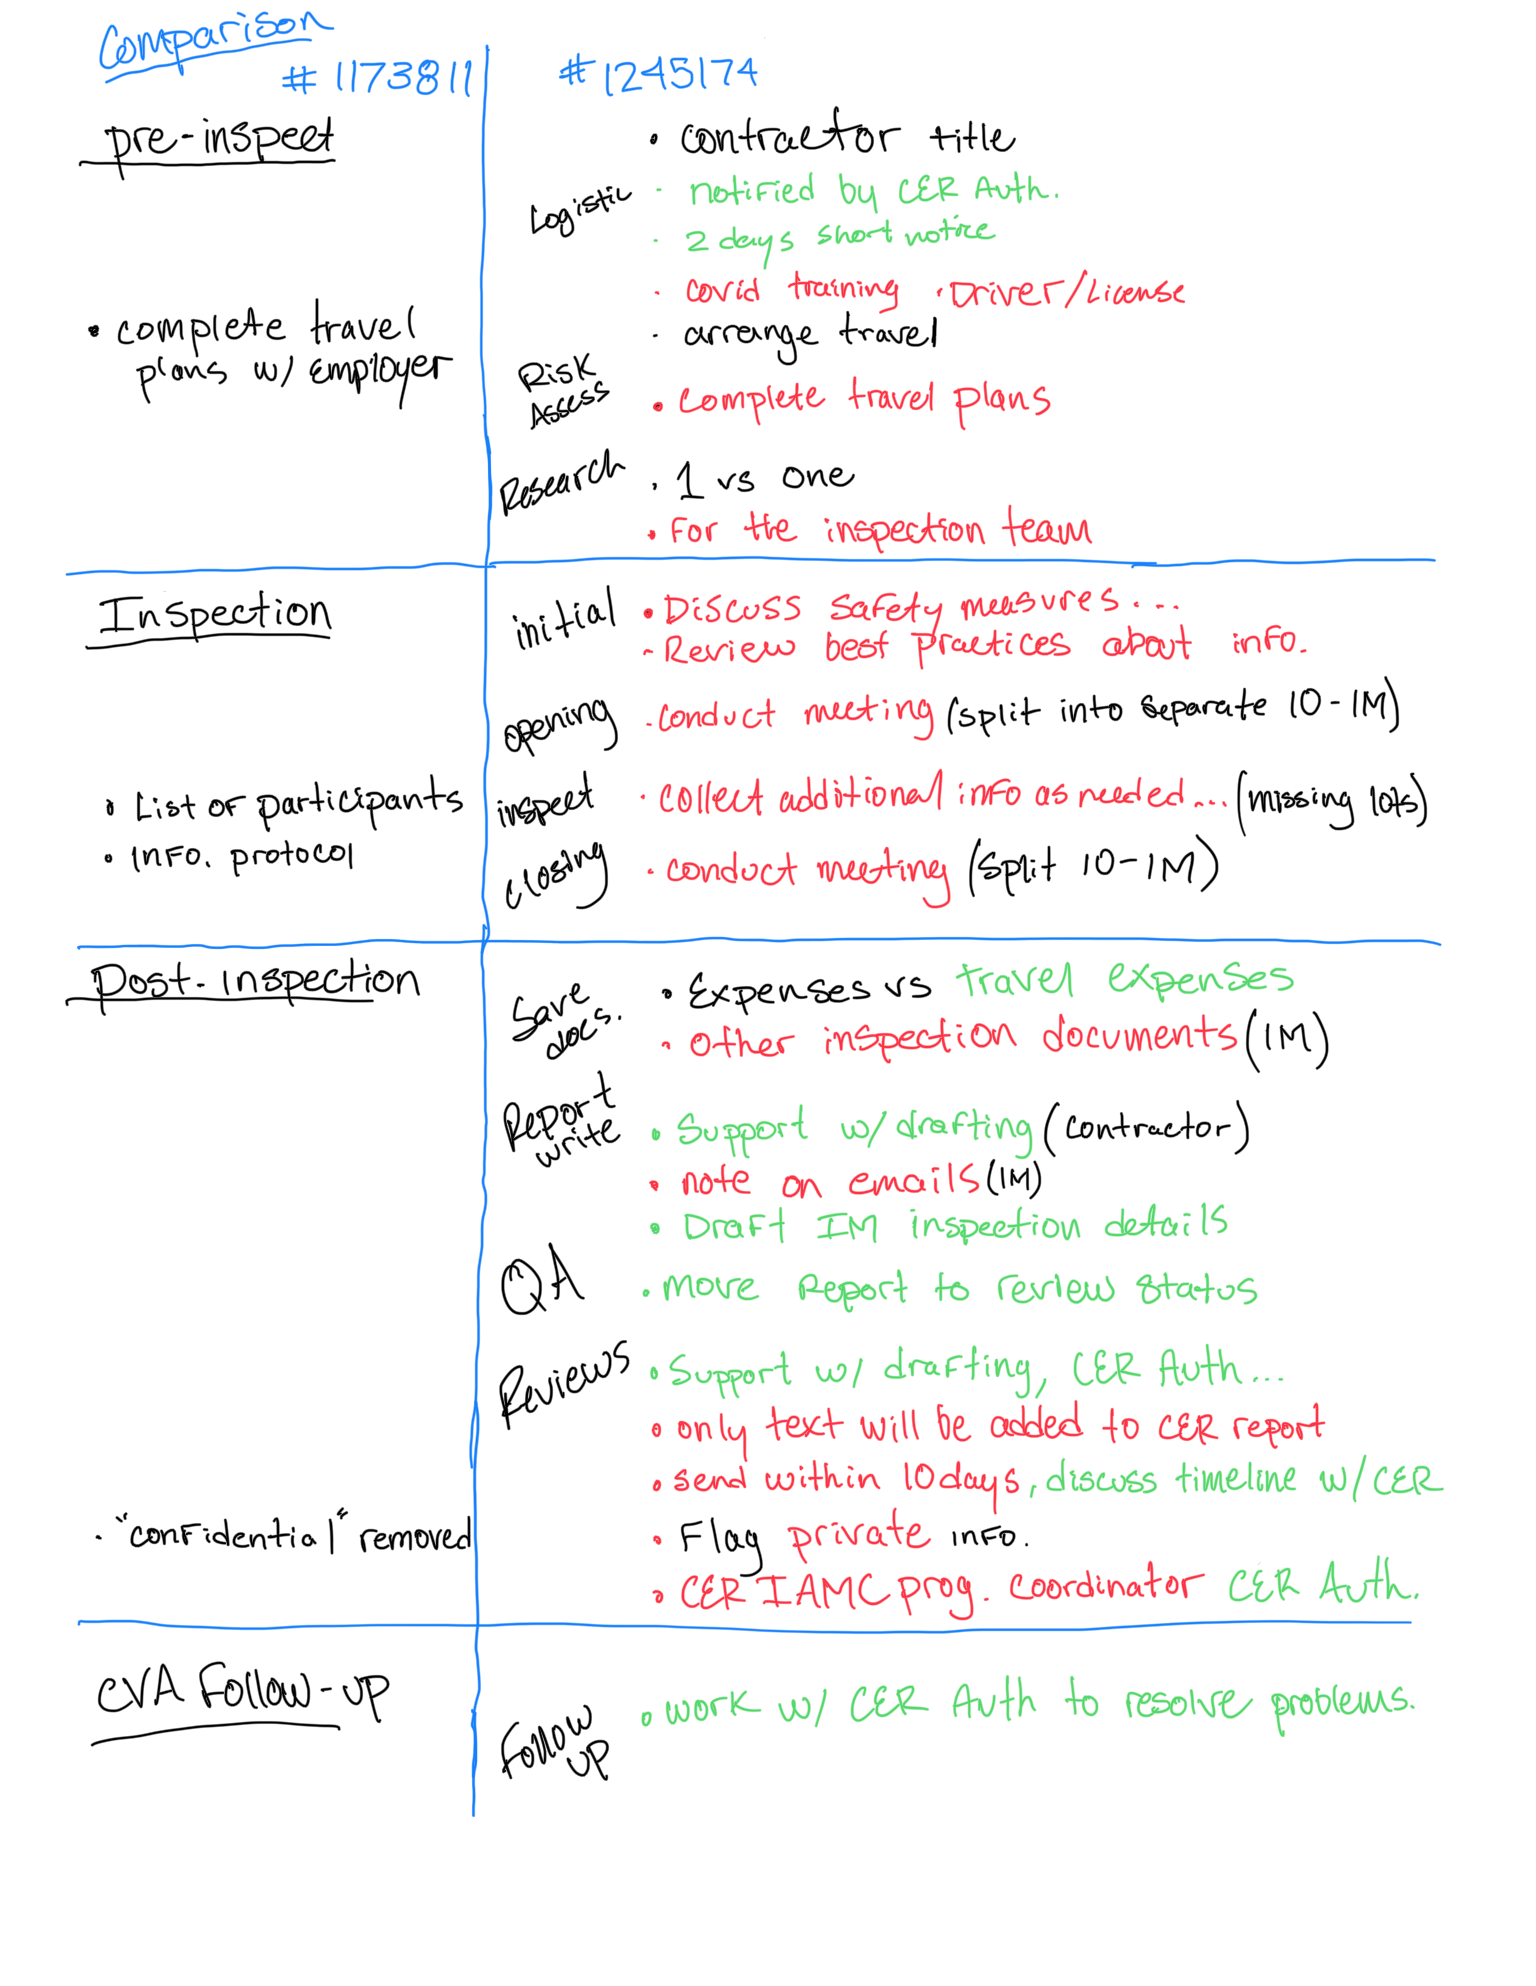 Comparison
# 1173811
# 1245174
pre-inspect
• contractor title
Logistic
· notified by CER Auth.
· 2 days short notice
· covid training · Driver/License
• complete travel
plans w/ employer
· arrange travel
Risk
Assess
• complete travel plans
Research
• 1 vs one
• For the inspection team
Inspection
initial
• Discuss safety measures...
- Review best practices about info.
opening
• conduct meeting (split into separate IO-IM)
• List of participants
• info. protocol
inspect
• collect additional info as needed... (missing lots)
closing
• conduct meeting (split IO-IM)
Post-inspection
Save
docs.
• Expenses vs travel expenses
• Other inspection documents (IM)
Report
write
• Support w/ drafting (contractor)
• note on emails (IM)
• Draft IM inspection details
QA
• move Report to review status
Reviews
• Support w/ drafting, CER Auth...
• only text will be added to CER report
• send within 10 days, discuss timeline w/ CER
• "confidential" removed
• Flag private info.
• CER IAMC prog. coordinator CER Auth.
CVA Follow-up
Follow
up
• work w/ CER Auth to resolve problems.